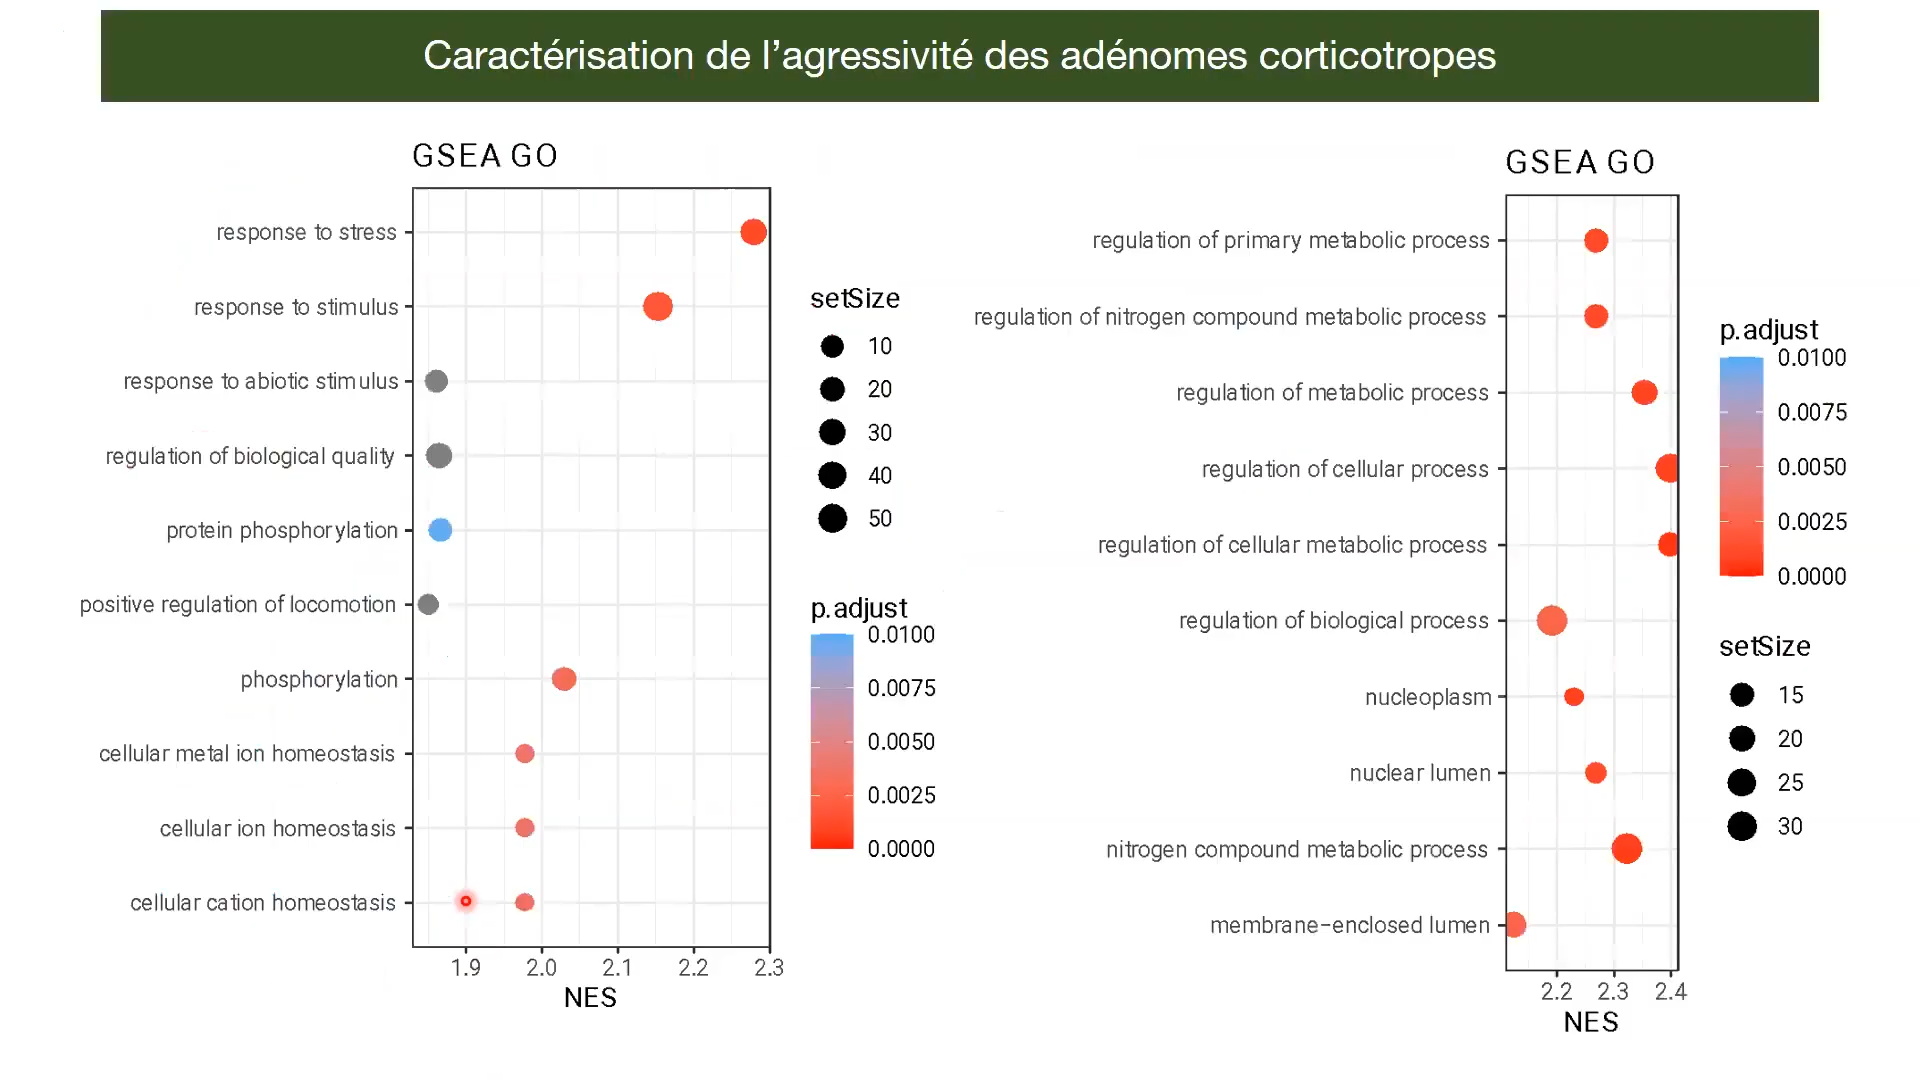 Caractérisation de l’agressivité des adénomes corticotropes
GSEA GO
response to stress
response to stimulus
response to abiotic stimulus
regulation of biological quality
protein phosphorylation
positive regulation of locomotion
phosphorylation
cellular metal ion homeostasis
cellular ion homeostasis
cellular cation homeostasis
1.9 2.0 2.1 2.2 2.3
NES
setSize
10
20
30
40
50
p.adjust
0.0100
0.0075
0.0050
0.0025
0.0000
GSEA GO
regulation of primary metabolic process
regulation of nitrogen compound metabolic process
regulation of metabolic process
regulation of cellular process
regulation of cellular metabolic process
regulation of biological process
nucleoplasm
nuclear lumen
nitrogen compound metabolic process
membrane-enclosed lumen
2.2 2.3 2.4
NES
p.adjust
0.0100
0.0075
0.0050
0.0025
0.0000
setSize
15
20
25
30